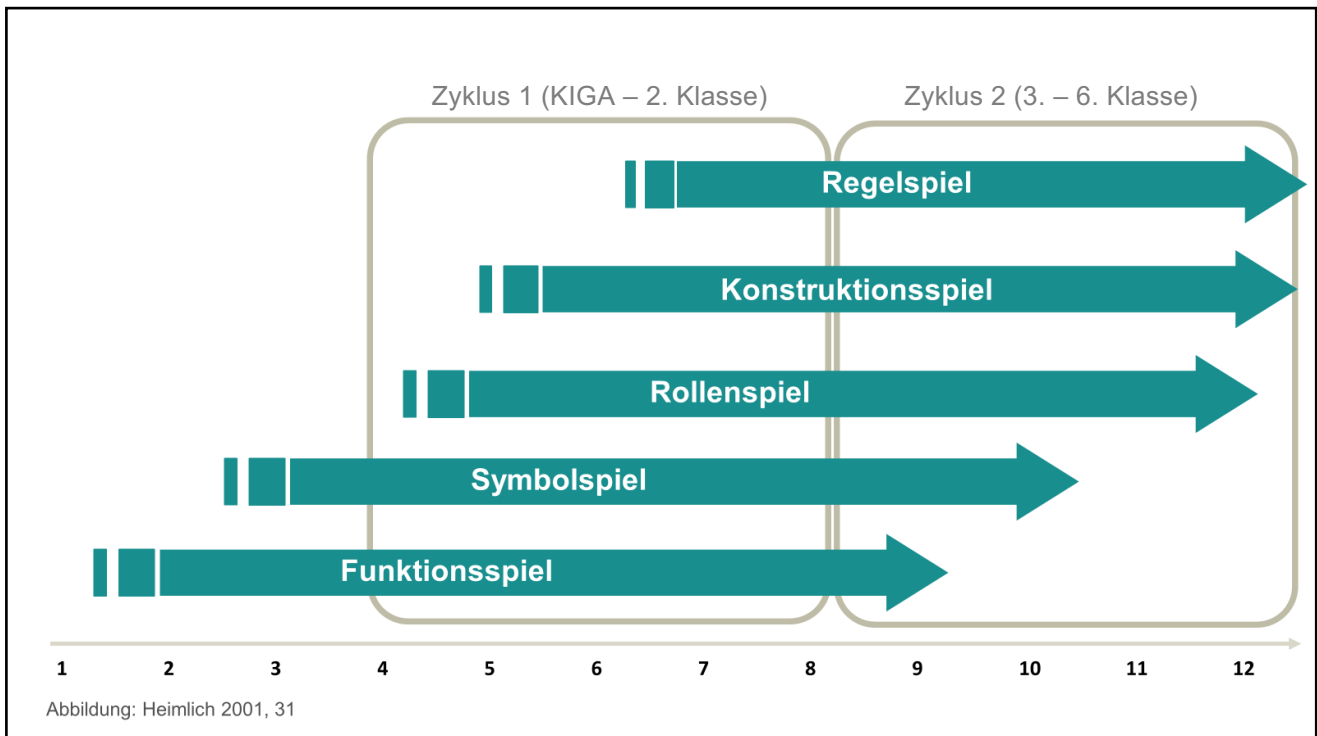 Zyklus 1 (KIGA – 2. Klasse)
Zyklus 2 (3. – 6. Klasse)
Regelspiel
Konstruktionsspiel
Rollenspiel
Symbolspiel
Funktionsspiel
1 2 3 4 5 6 7 8 9 10 11 12
Abbildung: Heimlich 2001, 31